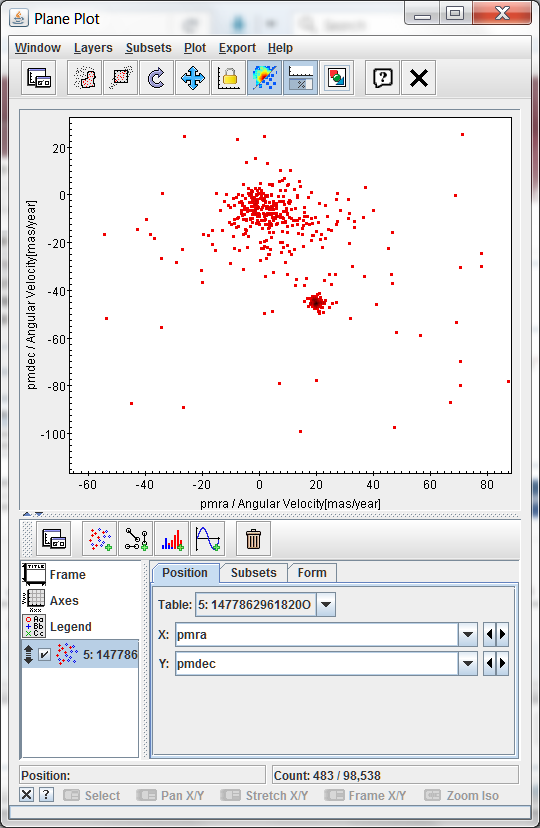 Plane Plot
Window Layers Subsets Plot Export Help
20
0
-20
-40
-60
-80
-100
pmdec / Angular Velocity[mas/year]
-60 -40 -20 0 20 40 60 80
pmra / Angular Velocity[mas/year]
Frame
Axes
Legend
5: 147786
Position Subsets Form
Table: 5: 1477862961820O
X: pmra
Y: pmdec
Position: Count: 483 / 98,538
Select Pan X/Y Stretch X/Y Frame X/Y Zoom Iso